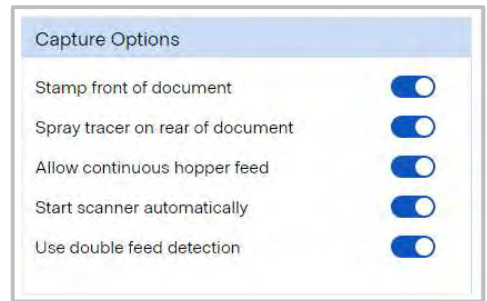 Capture Options
Stamp front of document
Spray tracer on rear of document
Allow continuous hopper feed
Start scanner automatically
Use double feed detection